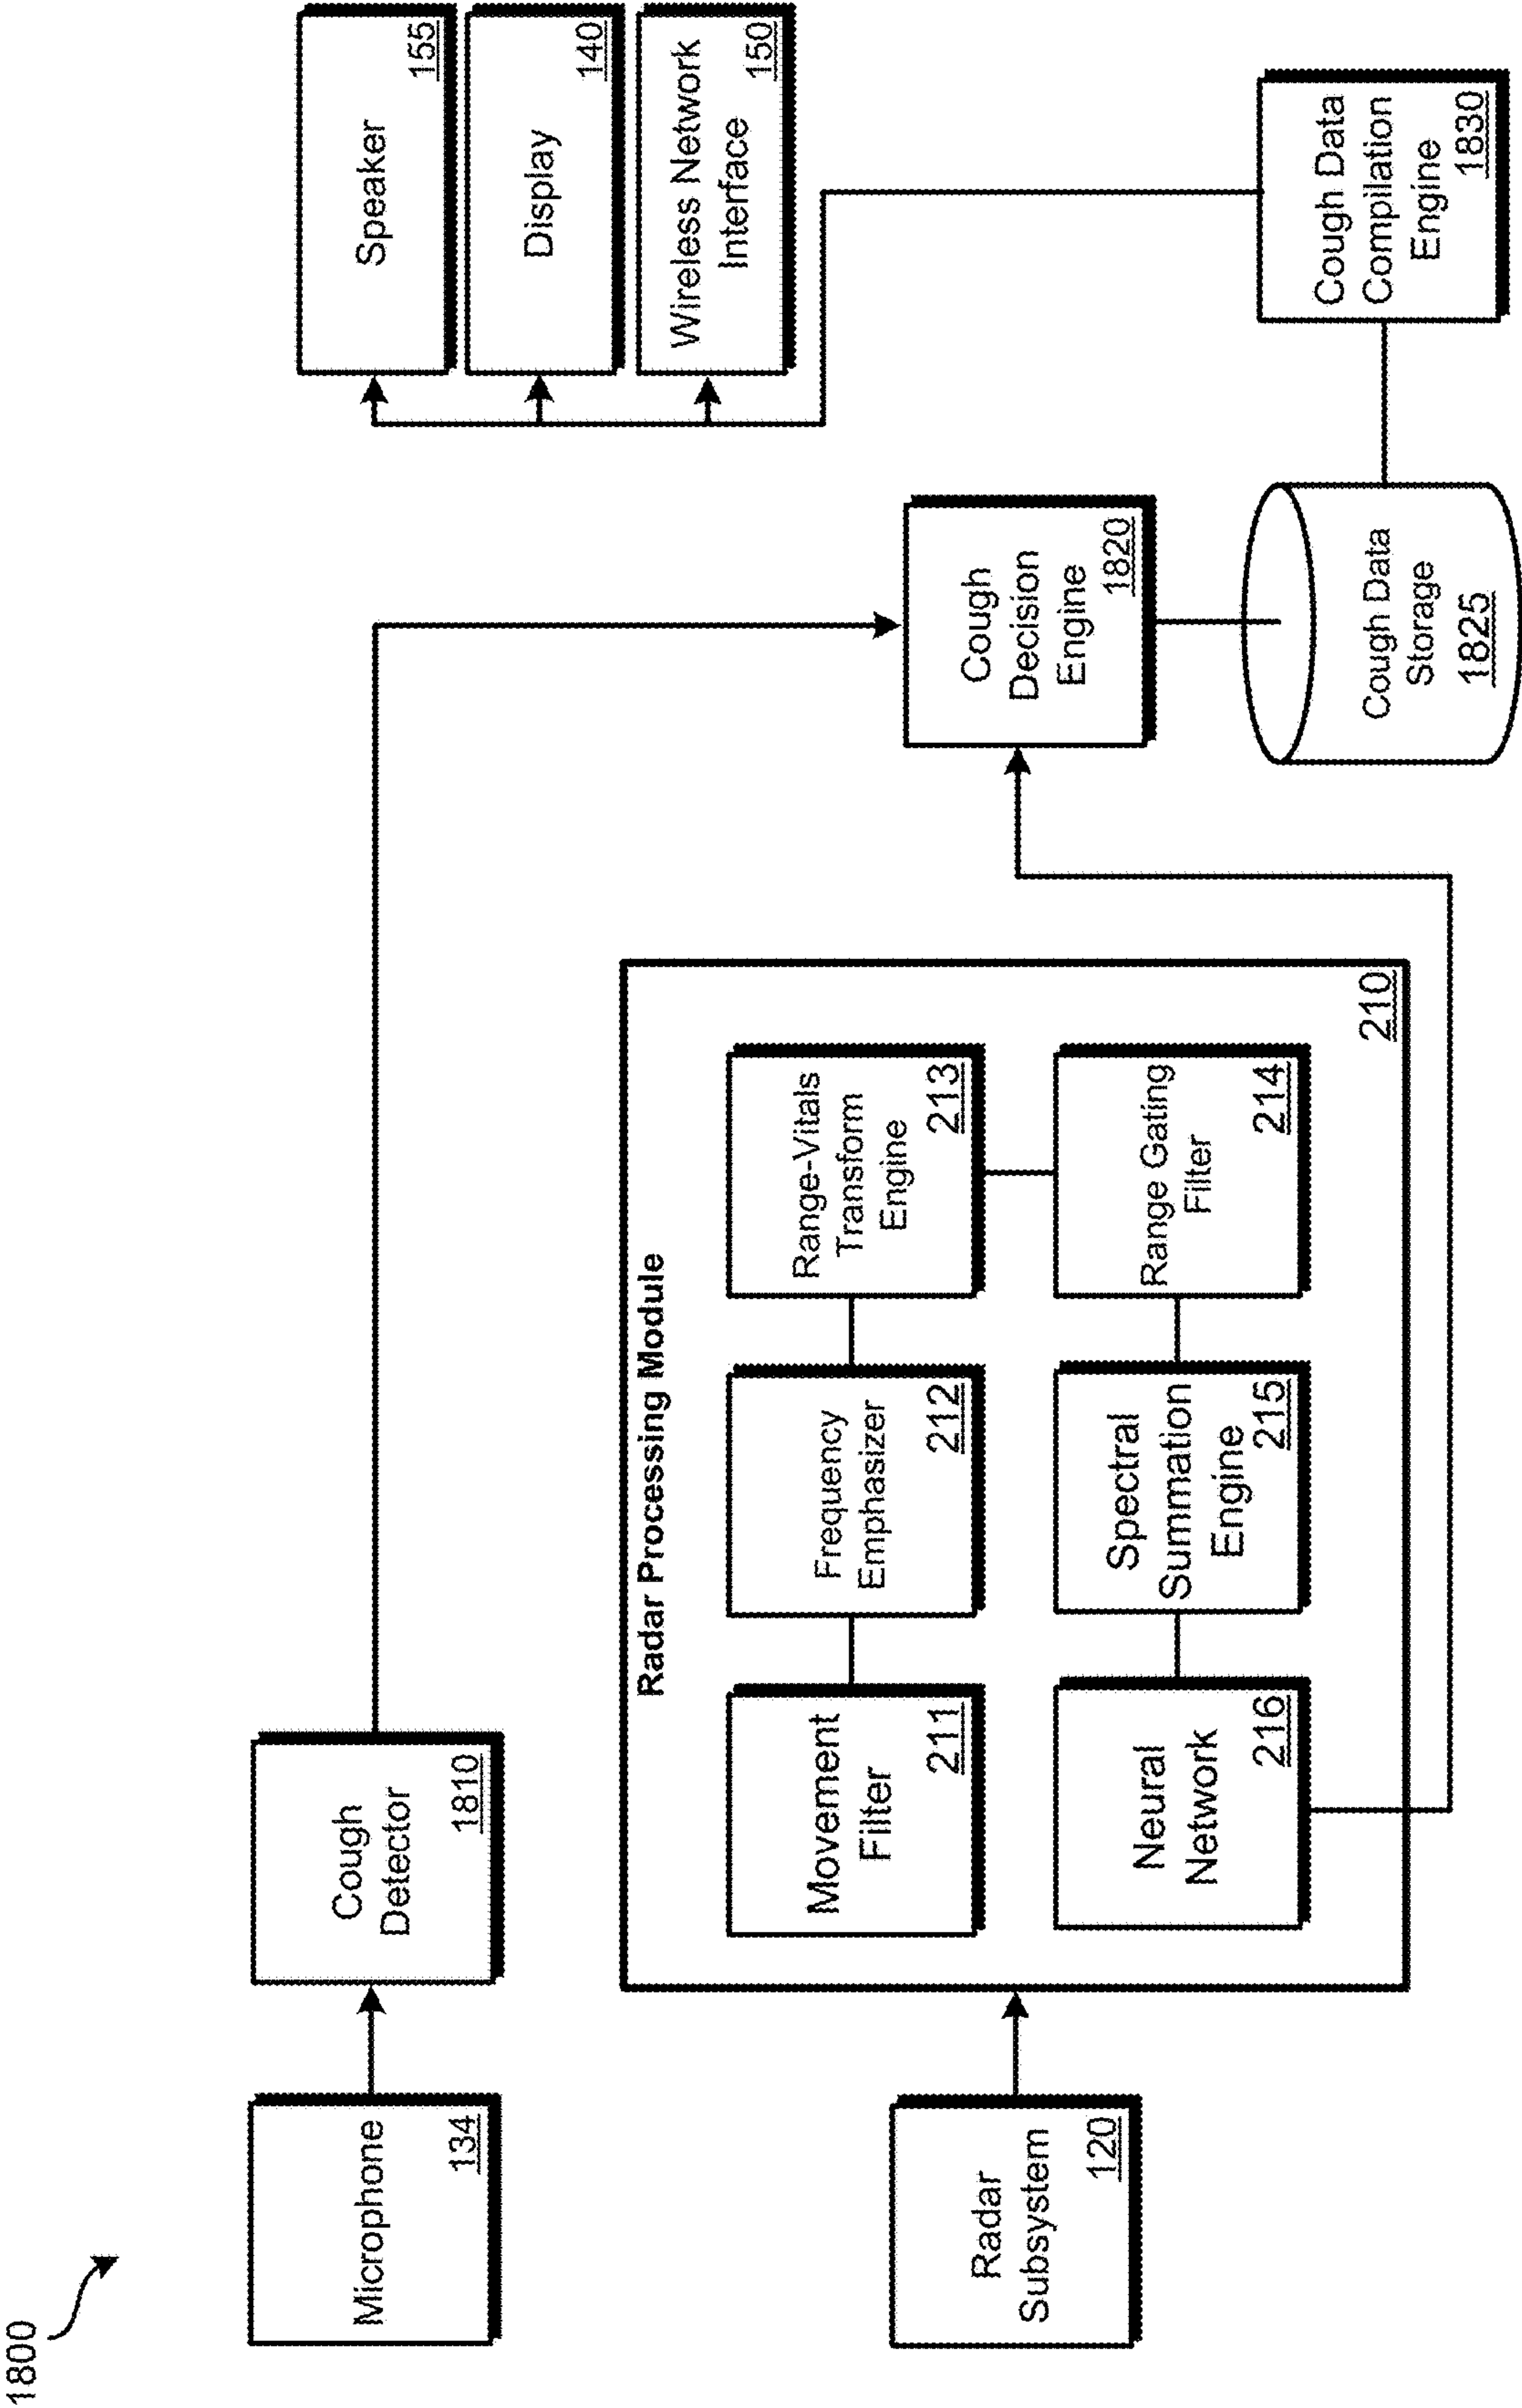 1800
Microphone
134
Cough
Detector
1810
Speaker
155
Display
140
Wireless Network
Interface
150
Radar
Subsystem
120
Radar Processing Module
Movement
Filter
211
Frequency
Emphasizer
212
Range-Vitals
Transform
Engine
213
Neural
Network
216
Spectral
Summation
Engine
215
Range Gating
Filter
214
210
Cough
Decision
Engine
1820
Cough Data
Storage
1825
Cough Data
Compilation
Engine
1830